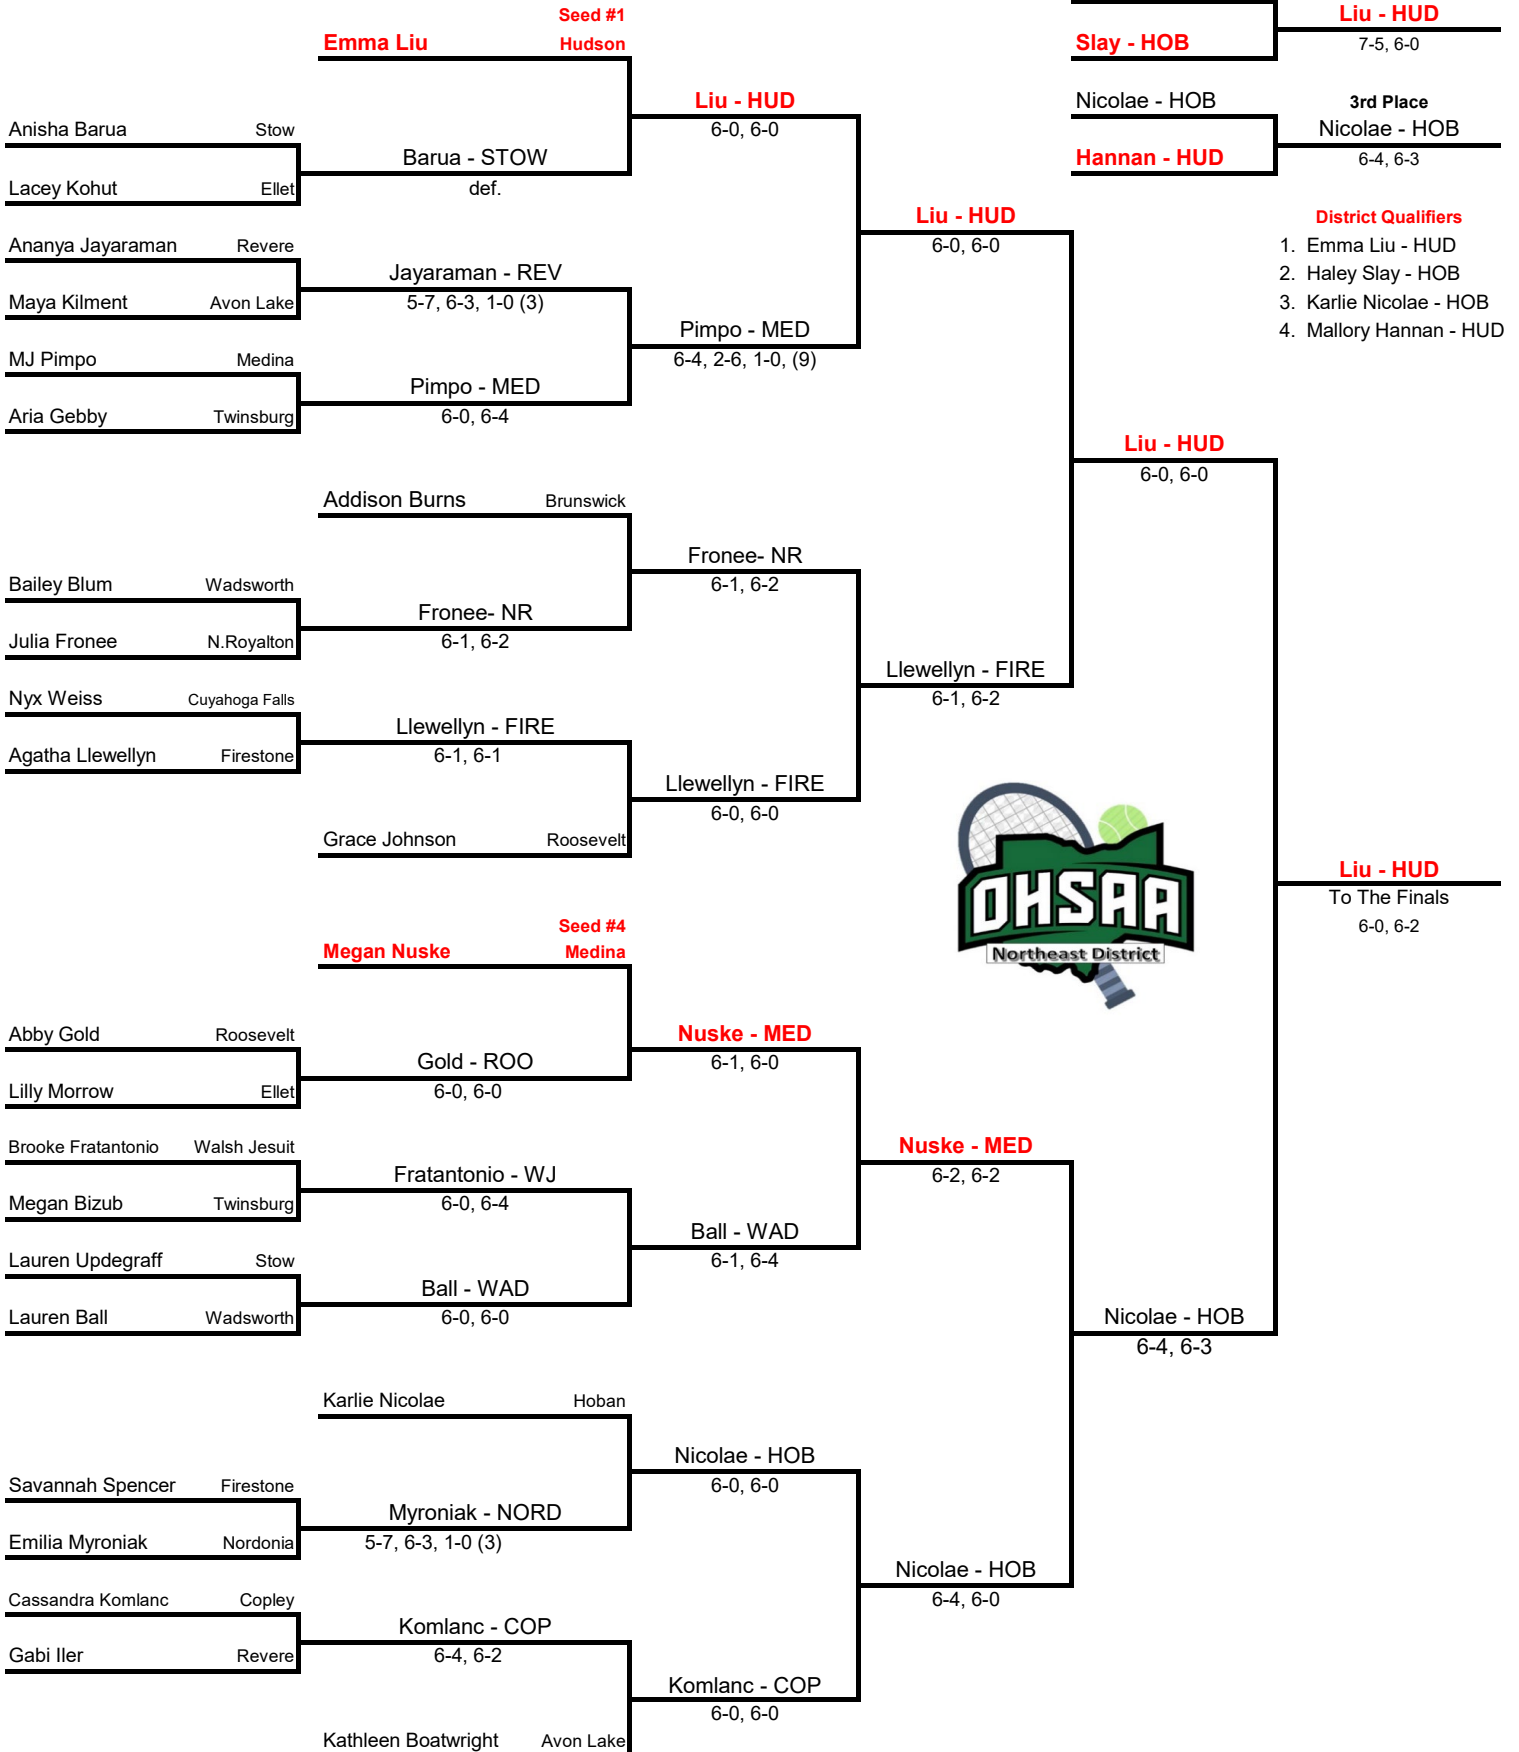 Seed #1
Emma Liu Hudson
Liu - HUD
6-0, 6-0
Anisha Barua Stow
Barua - STOW
def.
Lacey Kohut Ellet
Ananya Jayaraman Revere
Jayaraman - REV
5-7, 6-3, 1-0 (3)
Maya Kilment Avon Lake
Pimpo - MED
6-4, 2-6, 1-0, (9)
MJ Pimpo Medina
Pimpo - MED
6-0, 6-4
Aria Gebby Twinsburg
Liu - HUD
6-0, 6-0
Addison Burns Brunswick
Fronee- NR
6-1, 6-2
Bailey Blum Wadsworth
Fronee- NR
6-1, 6-2
Julia Fronee N.Royalton
Nyx Weiss Cuyahoga Falls
Llewellyn - FIRE
6-1, 6-1
Agatha Llewellyn Firestone
Llewellyn - FIRE
6-0, 6-0
Grace Johnson Roosevelt
Llewellyn - FIRE
6-1, 6-2
Liu - HUD
6-0, 6-0
Seed #4
Megan Nuske Medina
Nuske - MED
6-1, 6-0
Abby Gold Roosevelt
Gold - ROO
6-0, 6-0
Lilly Morrow Ellet
Brooke Fratantonio Walsh Jesuit
Fratantonio - WJ
6-0, 6-4
Megan Bizub Twinsburg
Ball - WAD
6-1, 6-4
Lauren Updegraff Stow
Ball - WAD
6-0, 6-0
Lauren Ball Wadsworth
Nuske - MED
6-2, 6-2
Karlie Nicolae Hoban
Nicolae - HOB
6-0, 6-0
Savannah Spencer Firestone
Myroniak - NORD
5-7, 6-3, 1-0 (3)
Emilia Myroniak Nordonia
Cassandra Komlanc Copley
Komlanc - COP
6-4, 6-2
Gabi Iler Revere
Komlanc - COP
6-0, 6-0
Kathleen Boatwright Avon Lake
Nicolae - HOB
6-4, 6-0
Nicolae - HOB
6-4, 6-3
Liu - HUD
To The Finals
6-0, 6-2
Liu - HUD
7-5, 6-0
Slay - HOB
Nicolae - HOB
3rd Place
Nicolae - HOB
6-4, 6-3
Hannan - HUD
District Qualifiers
1. Emma Liu - HUD
2. Haley Slay - HOB
3. Karlie Nicolae - HOB
4. Mallory Hannan - HUD
OHSAA
Northeast District